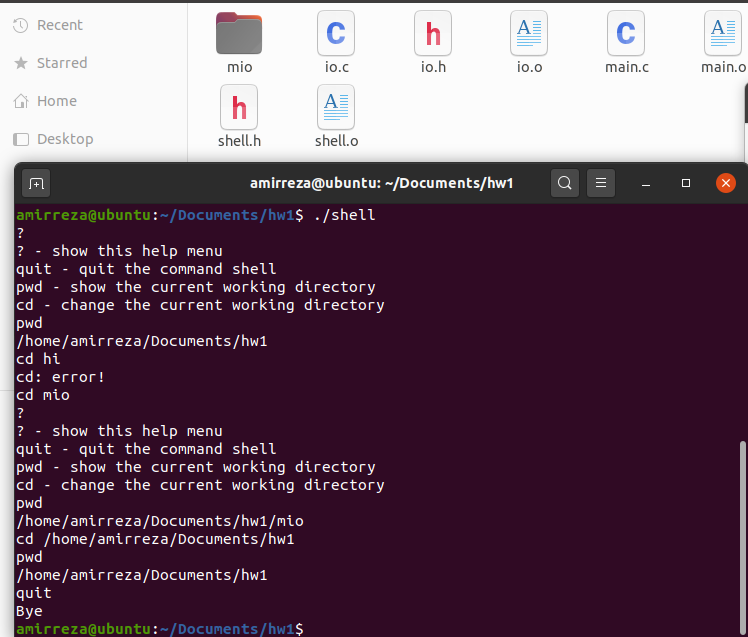 Recent
Starred
Home
Desktop
mio
io.c
io.h
io.o
main.c
main.o
shell.h
shell.o
amirreza@ubuntu: ~/Documents/hw1
amirreza@ubuntu:~/Documents/hw1$ ./shell
?
? - show this help menu
quit - quit the command shell
pwd - show the current working directory
cd - change the current working directory
pwd
/home/amirreza/Documents/hw1
cd hi
cd: error!
cd mio
?
? - show this help menu
quit - quit the command shell
pwd - show the current working directory
cd - change the current working directory
pwd
/home/amirreza/Documents/hw1/mio
cd /home/amirreza/Documents/hw1
pwd
/home/amirreza/Documents/hw1
quit
Bye
amirreza@ubuntu:~/Documents/hw1$